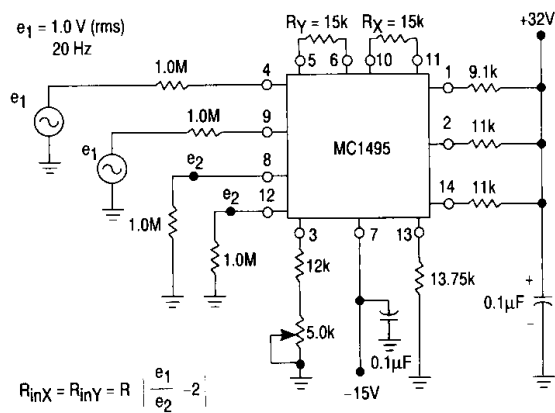 e1 = 1.0 V (rms)
20 Hz
RY = 15k
RX = 15k
+32V
5
6
10
11
1.0M
4
1
9.1k
e1
1.0M
9
2
11k
e1
e2
8
MC1495
e2
12
14
11k
1.0M
1.0M
3
7
13
12k
13.75k
+
0.1µF
–
5.0k
0.1µF
–15V
RinX = RinY = R | e1/e2 –2 |